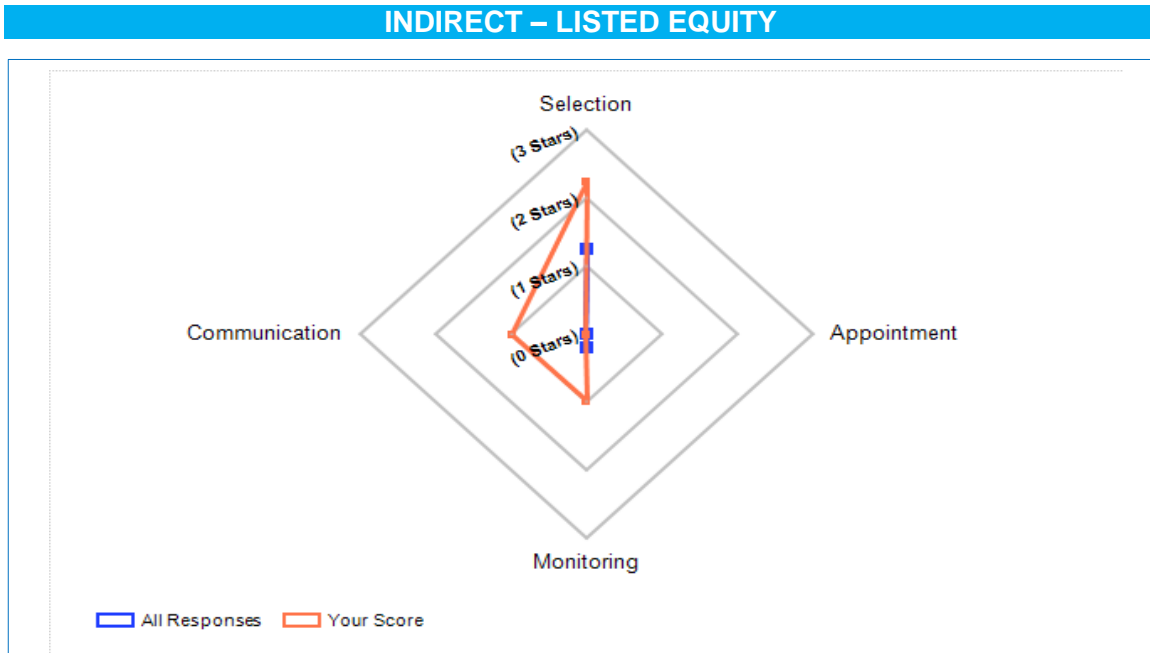 INDIRECT – LISTED EQUITY
Selection
(3 Stars)
(2 Stars)
(1 Stars)
Communication
(0 Stars)
Appointment
Monitoring
All Responses
Your Score